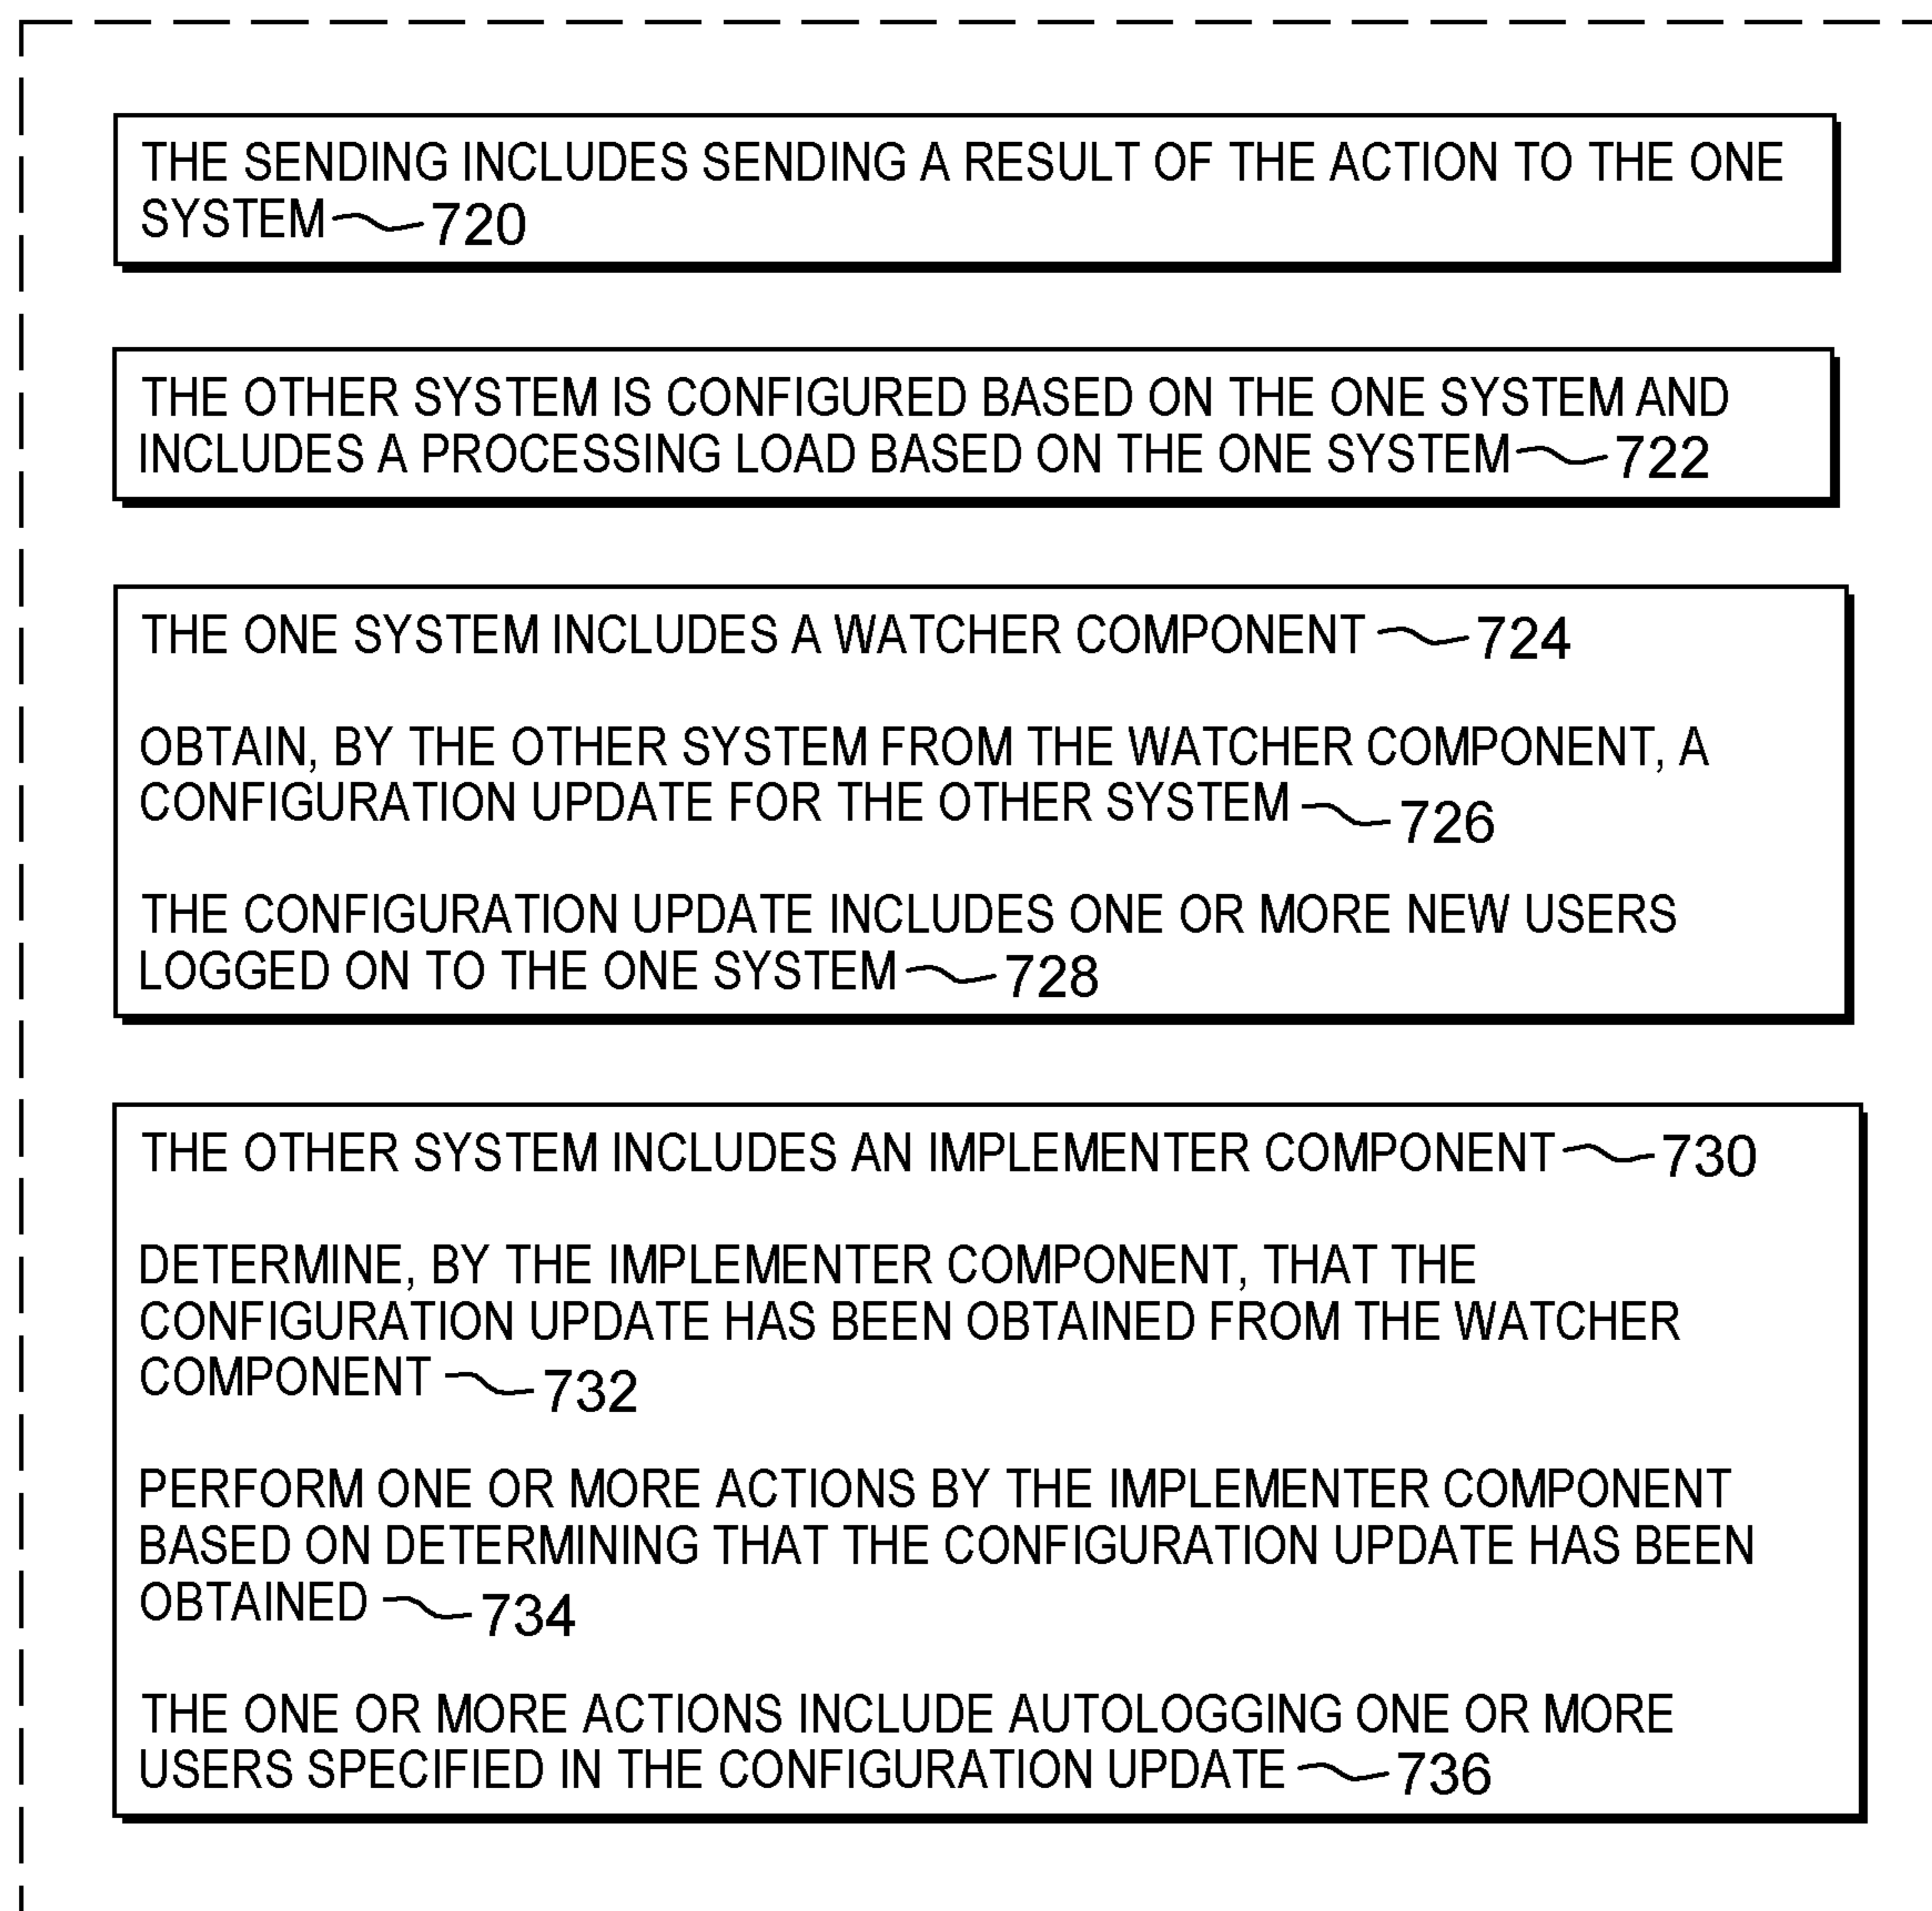 THE SENDING INCLUDES SENDING A RESULT OF THE ACTION TO THE ONE
SYSTEM 720
THE OTHER SYSTEM IS CONFIGURED BASED ON THE ONE SYSTEM AND
INCLUDES A PROCESSING LOAD BASED ON THE ONE SYSTEM 722
THE ONE SYSTEM INCLUDES A WATCHER COMPONENT 724
OBTAIN, BY THE OTHER SYSTEM FROM THE WATCHER COMPONENT, A
CONFIGURATION UPDATE FOR THE OTHER SYSTEM 726
THE CONFIGURATION UPDATE INCLUDES ONE OR MORE NEW USERS
LOGGED ON TO THE ONE SYSTEM 728
THE OTHER SYSTEM INCLUDES AN IMPLEMENTER COMPONENT 730
DETERMINE, BY THE IMPLEMENTER COMPONENT, THAT THE
CONFIGURATION UPDATE HAS BEEN OBTAINED FROM THE WATCHER
COMPONENT 732
PERFORM ONE OR MORE ACTIONS BY THE IMPLEMENTER COMPONENT
BASED ON DETERMINING THAT THE CONFIGURATION UPDATE HAS BEEN
OBTAINED 734
THE ONE OR MORE ACTIONS INCLUDE AUTOLOGGING ONE OR MORE
USERS SPECIFIED IN THE CONFIGURATION UPDATE 736